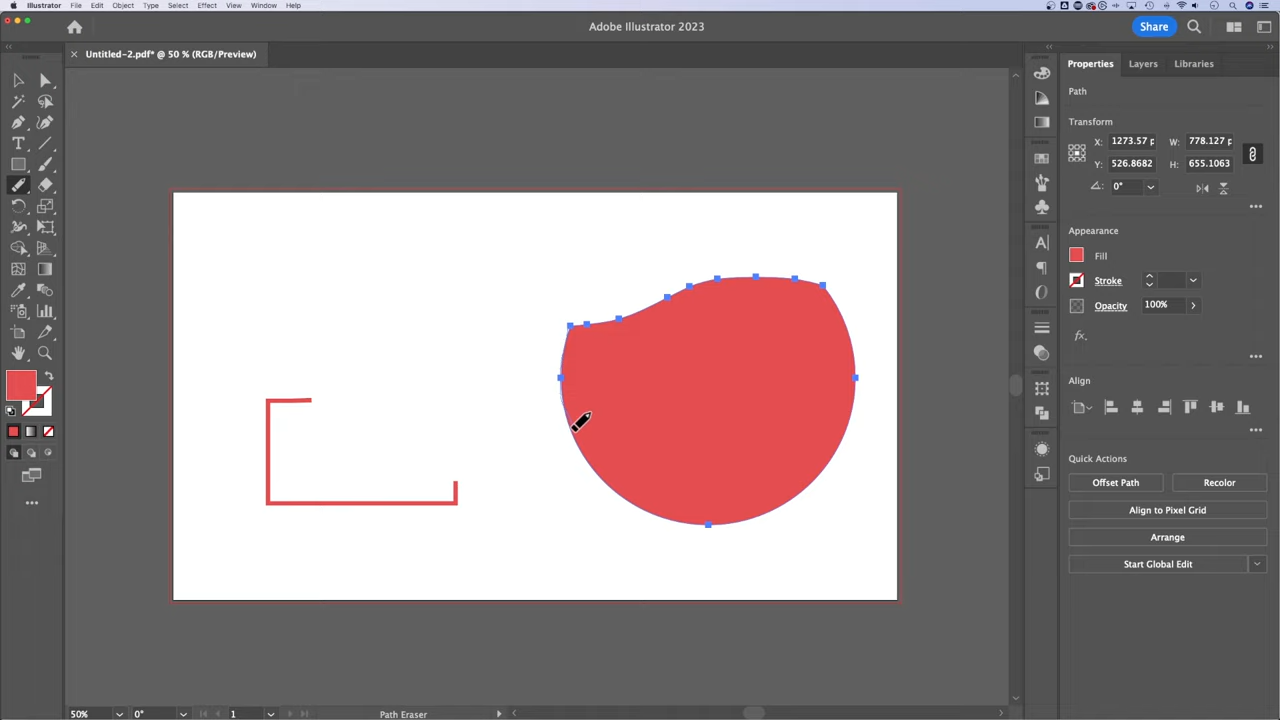 Illustrator File Edit Object Type Select Effect View Window Help
Adobe Illustrator 2023
Share
Untitled-2.pdf* @ 50 % (RGB/Preview)
Properties Layers Libraries
Path
Transform
X: 1273.57 p W: 778.127 p
Y: 526.8682 H: 655.1063
0°
Appearance
Fill
Stroke
Opacity 100%
fx.
Align
Quick Actions
Offset Path Recolor
Align to Pixel Grid
Arrange
Start Global Edit
50% 0° 1 Path Eraser